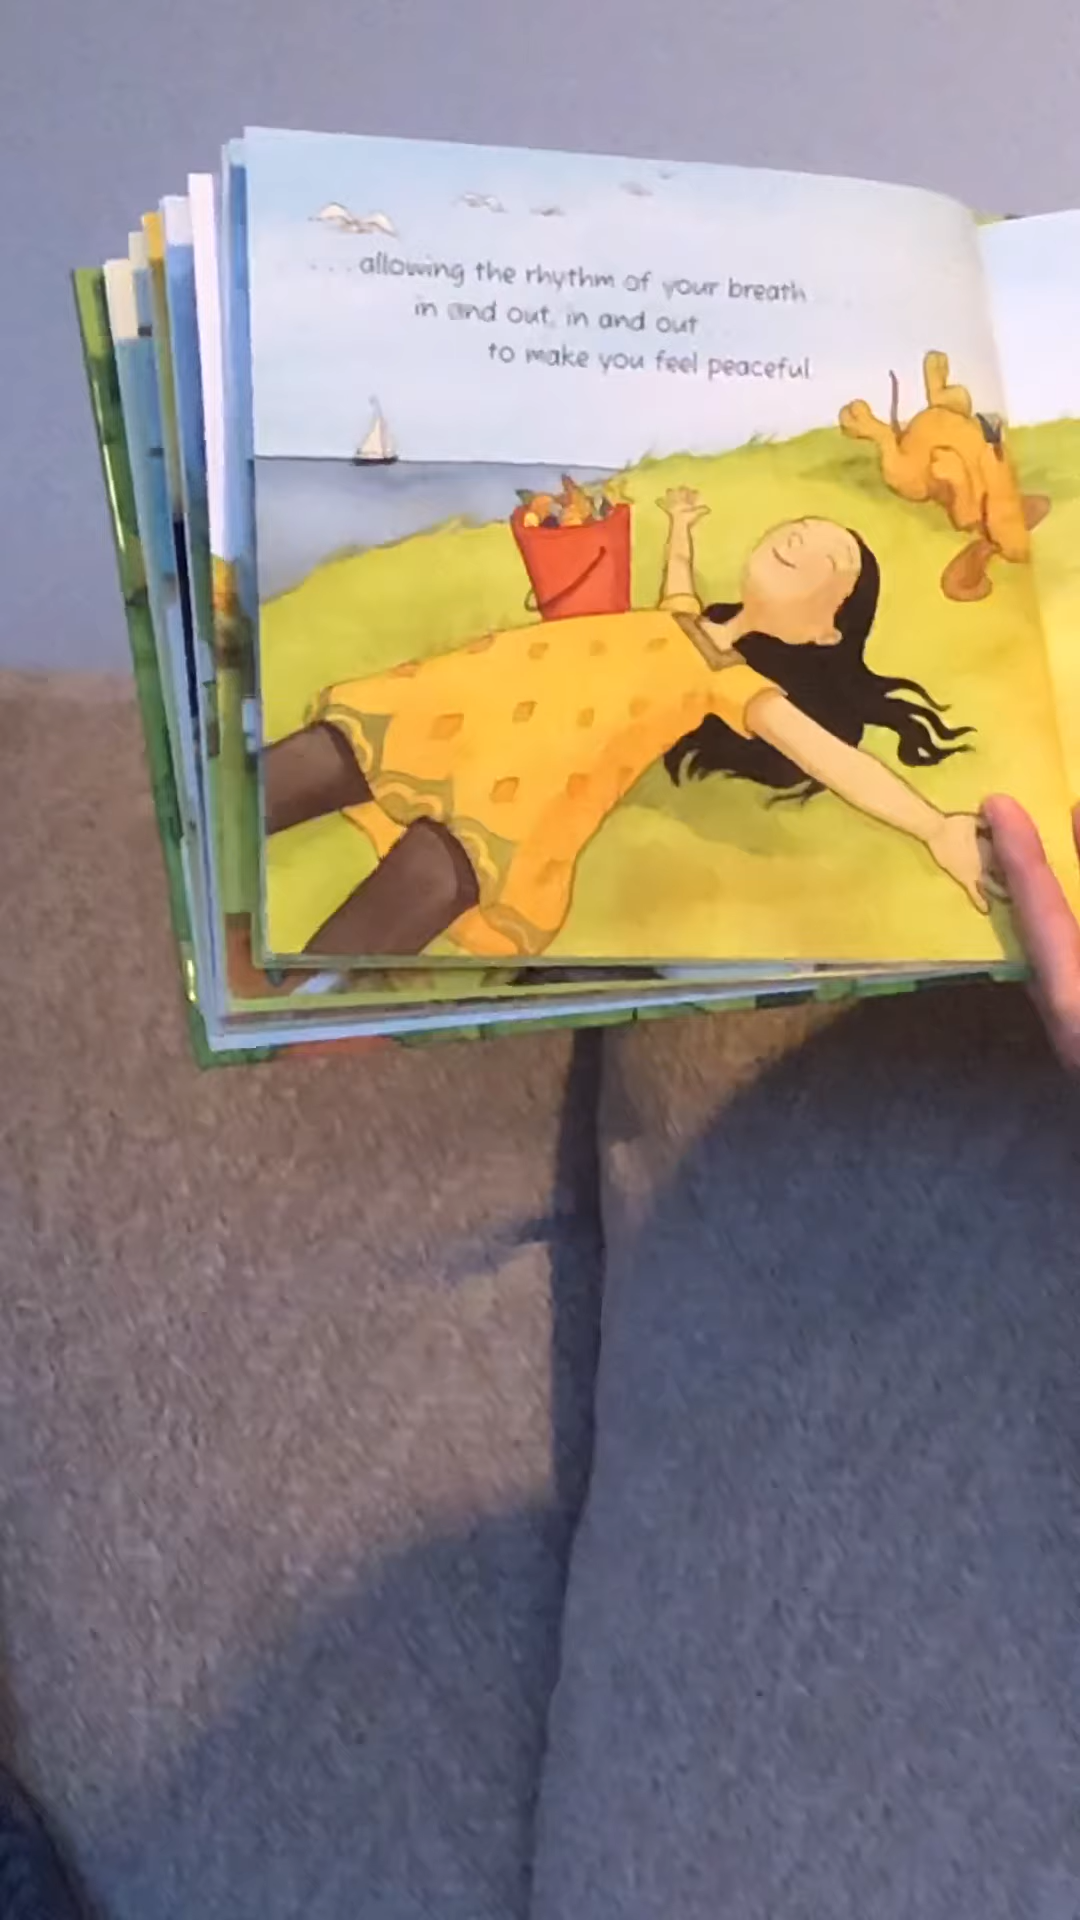 . . . allowing the rhythm of your breath
in and out, in and out
to make you feel peaceful